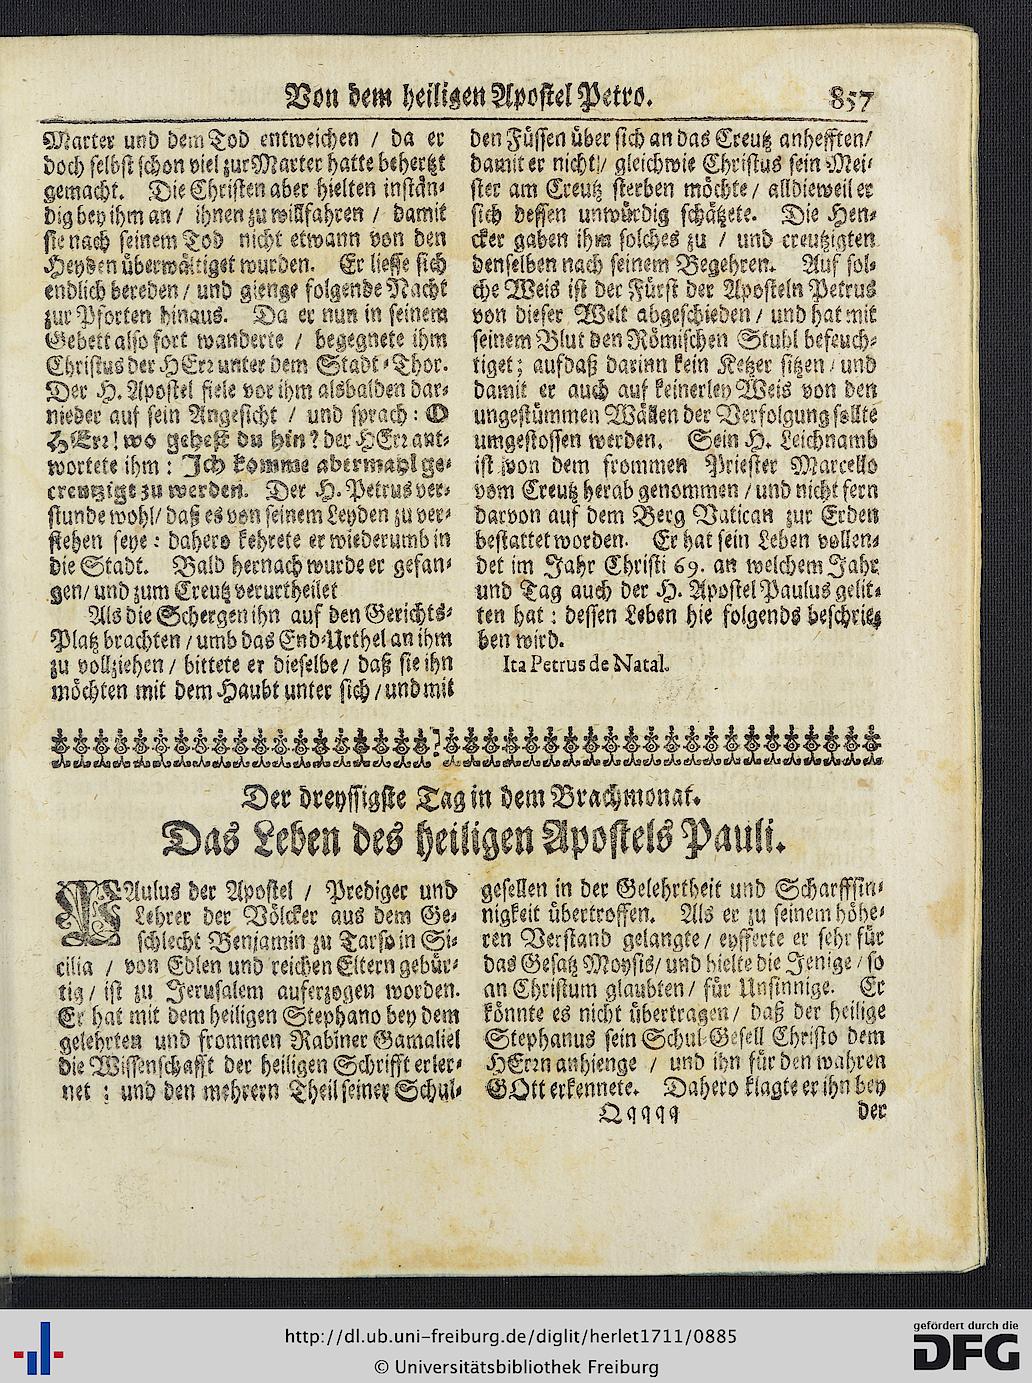 Von dem heiligen Apostel Petro. 857
Marter und dem Tod entweichen / da er
doch selbst schon viel zur Marter hatte behertzt
gemacht. Die Christen aber hielten instän-
dig bey ihm an / ihnen zu willfahren / damit
sie nach seinem Tod nicht etwann von den
Heyden überwältiget wurden. Er liesse sich
endlich bereden / und gienge folgende Nacht
zur Pforten hinaus. Da er nun in seinem
Gebett also fort wanderte / begegnete ihm
Christus der HErr unter dem Stadt-Thor.
Der H. Apostel fiele vor ihm alsbalden dar-
nieder auf sein Angesicht / und sprach: O
HErr! wo gehest du hin? der HErr ant-
wortete ihm: Ich komme abermahl ge-
creutzigt zu werden. Der H. Petrus ver-
stunde wohl / daß es von seinem Leyden zu ver-
stehen seye: dahero kehrete er wiederumb in
die Stadt. Bald hernach wurde er gefan-
gen / und zum Creutz verurtheilet
Als die Schergen ihn auf den Gerichts-
Platz brachten / umb das End-Urthel an ihm
zu vollziehen / bittete er dieselbe / daß sie ihn
möchten mit dem Haubt unter sich / und mit
den Füssen über sich an das Creutz anhefften /
damit er nicht / gleichwie Christus sein Mei-
ster am Creutz sterben möchte / alldieweil er
sich dessen unwürdig schätzete. Die Hen-
cker gaben ihm solches zu / und creutzigten
denselben nach seinem Begehren. Auf sol-
che Weis ist der Fürst der Aposteln Petrus
von dieser Welt abgeschieden / und hat mit
seinem Blut den Römischen Stuhl befeuch-
tiget; aufdaß darinn kein Ketzer sitzen / und
damit er auch auf keinerley Weis von den
ungestümmen Wällen der Verfolgung sollte
umgestossen werden. Sein H. Leichnamb
ist von dem frommen Priester Marcello
vom Creutz herab genommen / und nicht fern
darvon auf dem Berg Vatican zur Erden
bestattet worden. Er hat sein Leben vollen-
det im Jahr Christi 69. an welchem Jahr
und Tag auch der H. Apostel Paulus gelit-
ten hat: dessen Leben hie folgends beschrie-
ben wird.
Ita Petrus de Natal.
Der dreyssigste Tag in dem Brachmonat.
Das Leben des heiligen Apostels Pauli.
PAulus der Apostel / Prediger und
Lehrer der Völcker aus dem Ge-
schlecht Benjamin zu Tarso in Si-
cilia / von Edlen und reichen Eltern gebür-
tig / ist zu Jerusalem auferzogen worden.
Er hat mit dem heiligen Stephano bey dem
gelehrten und frommen Rabiner Gamaliel
die Wissenschafft der heiligen Schrifft erler-
net; und den mehrern Theil seiner Schul-
gesellen in der Gelehrtheit und Scharffsin-
nigkeit übertroffen. Als er zu seinem höhe-
ren Verstand gelangte / eyfferte er sehr für
das Gesatz Moysis / und hielte die Jenige / so
an Christum glaubten / für Unsinnige. Er
könnte es nicht übertragen / daß der heilige
Stephanus sein Schul-Gesell Christo dem
HErrn anhienge / und ihn für den wahren
GOtt erkennete. Dahero klagte er ihn bey
Qqqqq der
http://dl.ub.uni-freiburg.de/diglit/herlet1711/0885
© Universitätsbibliothek Freiburg
gefördert durch die
DFG